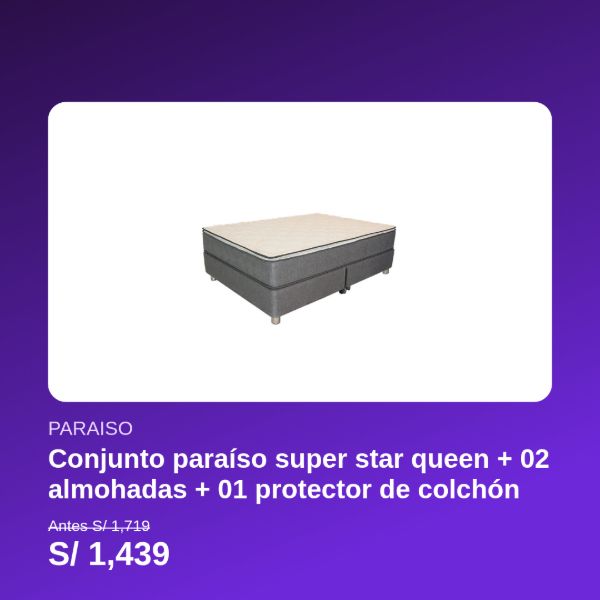 PARAISO
Conjunto paraíso super star queen + 02
almohadas + 01 protector de colchón
Antes S/ 1,719
S/ 1,439